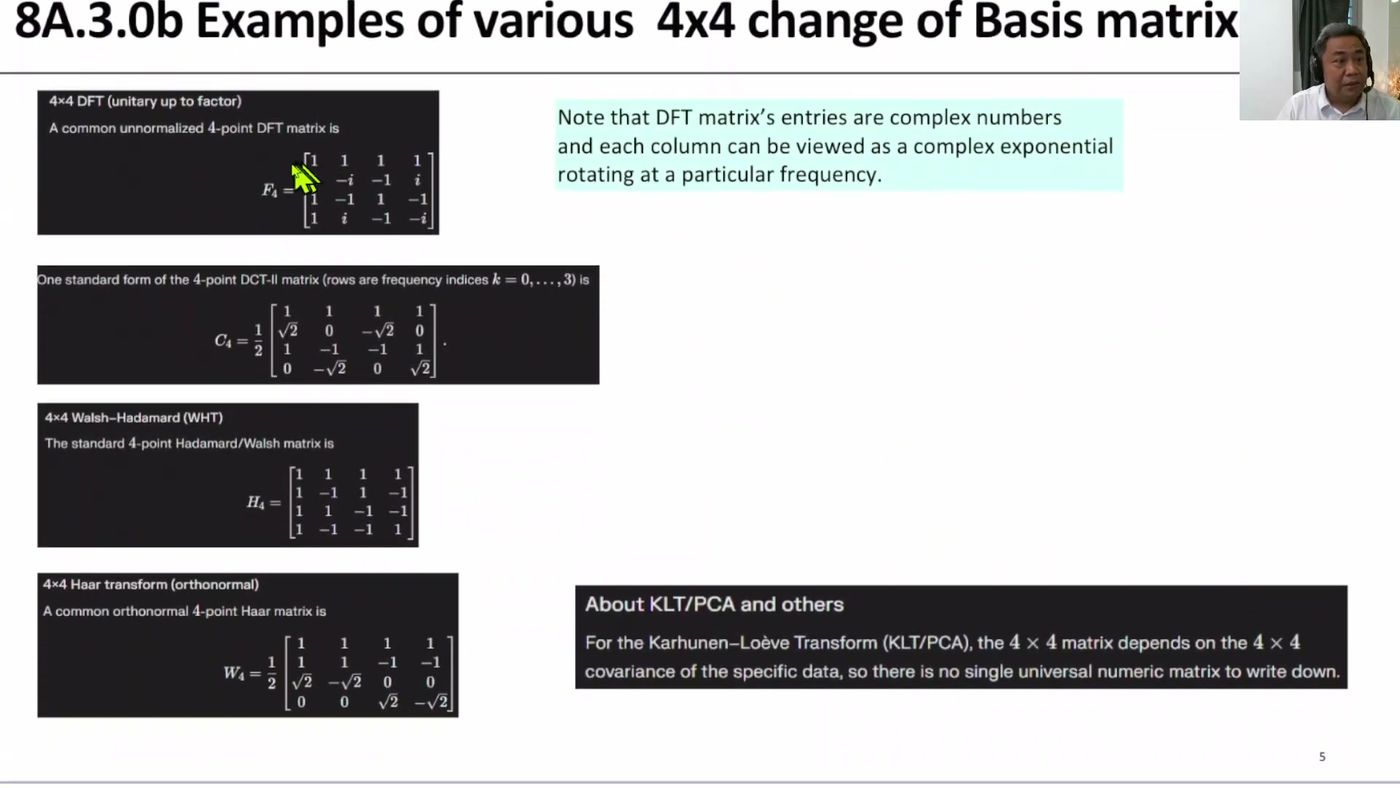 8A.3.0b Examples of various 4x4 change of Basis matrix
4×4 DFT (unitary up to factor)
A common unnormalized 4-point DFT matrix is
F₄ =
[1 1 1 1]
−i −1 i
1 −1 1 −1
[1 i −1 −i]
Note that DFT matrix's entries are complex numbers
and each column can be viewed as a complex exponential
rotating at a particular frequency.
One standard form of the 4-point DCT-II matrix (rows are frequency indices k = 0, . . . , 3) is
C₄ = 1/2
[1 1 1 1]
√2 0 −√2 0
1 −1 −1 1
[0 −√2 0 √2] .
4×4 Walsh–Hadamard (WHT)
The standard 4-point Hadamard/Walsh matrix is
H₄ =
[1 1 1 1]
1 −1 1 −1
1 1 −1 −1
[1 −1 −1 1]
4×4 Haar transform (orthonormal)
A common orthonormal 4-point Haar matrix is
W₄ = 1/2
[1 1 1 1]
1 1 −1 −1
√2 −√2 0 0
[0 0 √2 −√2]
About KLT/PCA and others
For the Karhunen–Loève Transform (KLT/PCA), the 4 × 4 matrix depends on the 4 × 4
covariance of the specific data, so there is no single universal numeric matrix to write down.
5